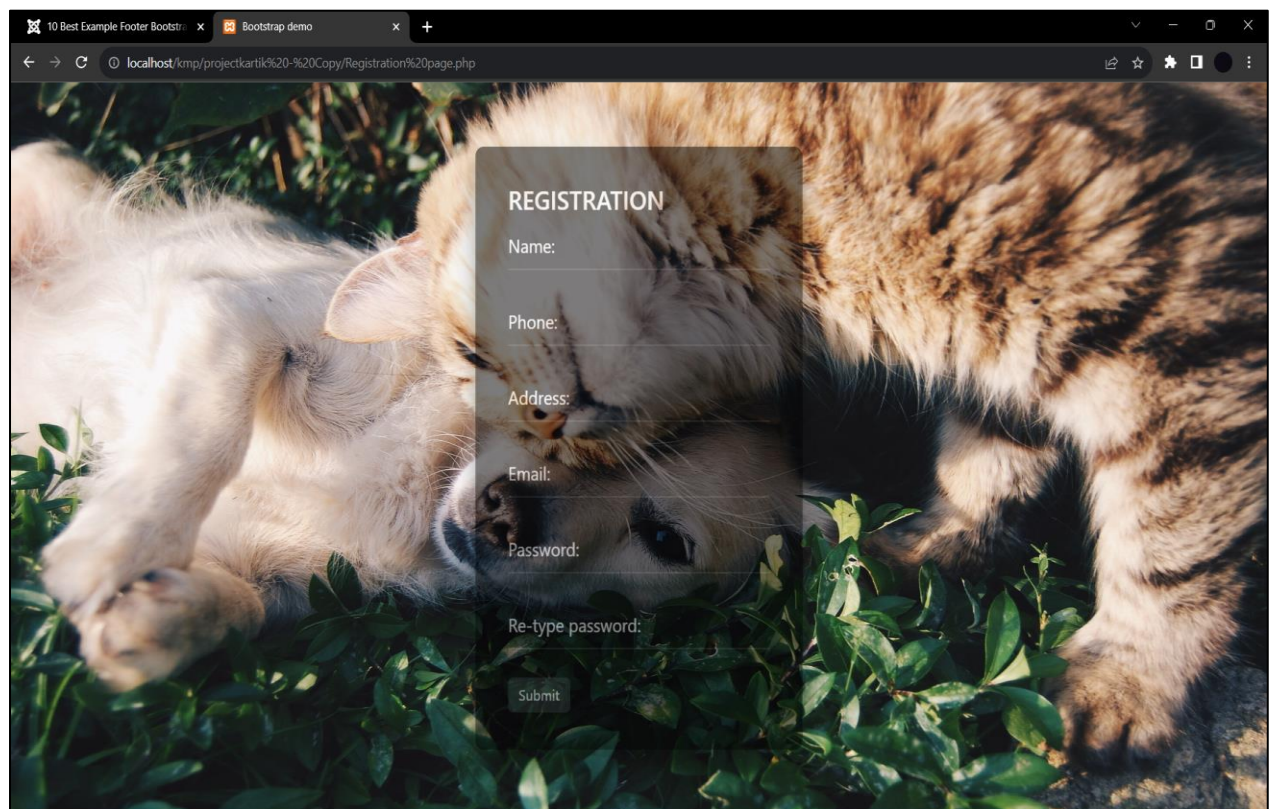 10 Best Example Footer Bootstra
Bootstrap demo
localhost/kmp/projectkartik%20-%20Copy/Registration%20page.php
REGISTRATION
Name:
Phone:
Address:
Email:
Password:
Re-type password:
Submit